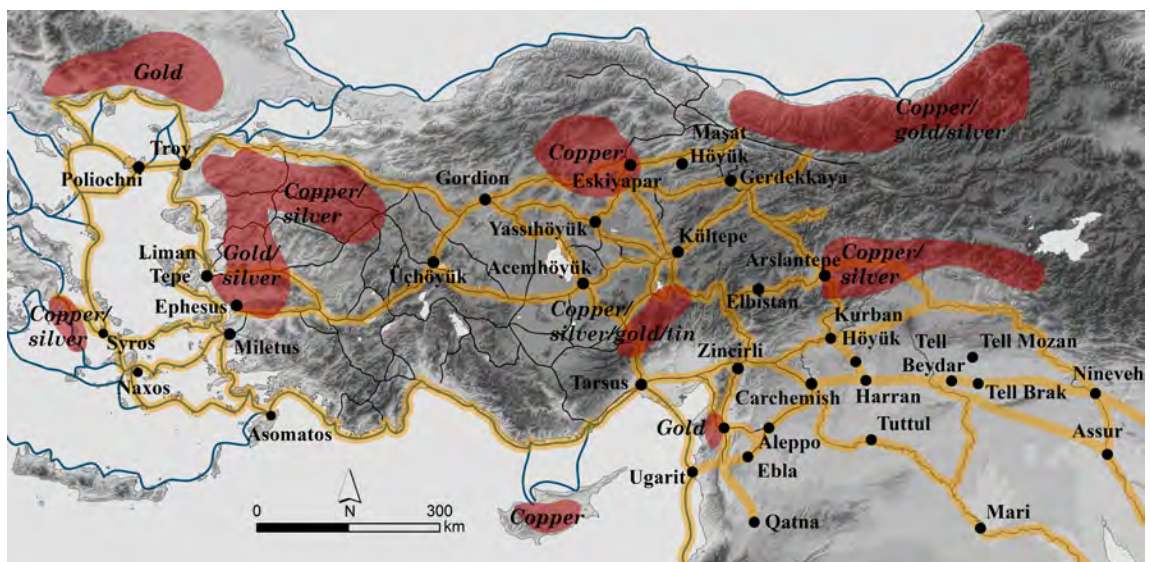 Gold
Copper/
gold/silver
Maşat
Höyük
Copper
Troy
Poliochni
Eskiyapar
Gordion
Gerdekkaya
Copper/
silver
Yassıhöyük
Kültepe
Liman
Tepe
Gold/
silver
Üçhöyük
Acemhöyük
Arslantepe
Copper/
silver
Elbistan
Ephesus
Copper/
silver/gold/tin
Kurban
Höyük
Copper/
silver
Syros
Miletus
Zincirli
Tell
Beydar
Tell Mozan
Naxos
Tarsus
Carchemish
Harran
Tell Brak
Nineveh
Asomatos
Gold
Aleppo
Tuttul
Assur
Ugarit
Ebla
N
0
300
km
Copper
Qatna
Mari